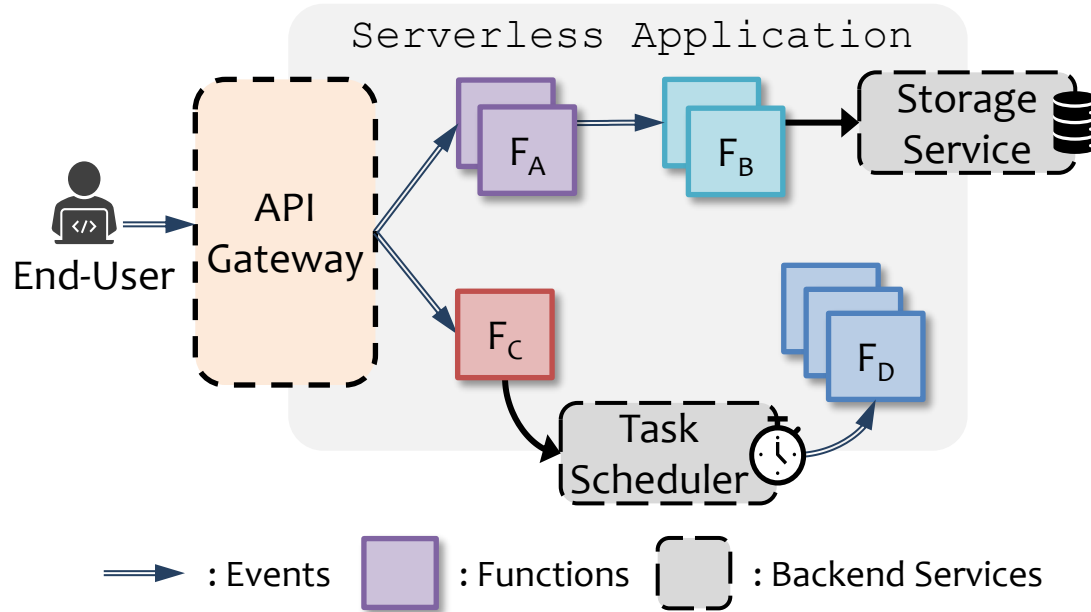 Serverless Application
Storage
Service
F_A
F_B
API
Gateway
</>
End-User
F_C
F_D
Task
Scheduler
: Events
: Functions
: Backend Services